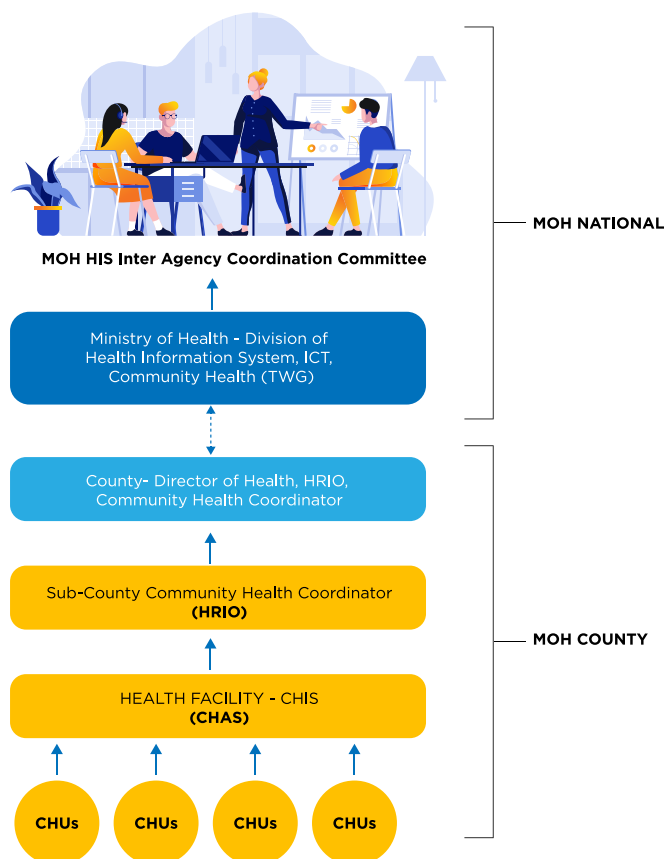 MOH HIS Inter Agency Coordination Committee
Ministry of Health - Division of
Health Information System, ICT,
Community Health (TWG)
MOH NATIONAL
County- Director of Health, HRIO,
Community Health Coordinator
Sub-County Community Health Coordinator
(HRIO)
MOH COUNTY
HEALTH FACILITY - CHIS
(CHAS)
CHUs
CHUs
CHUs
CHUs